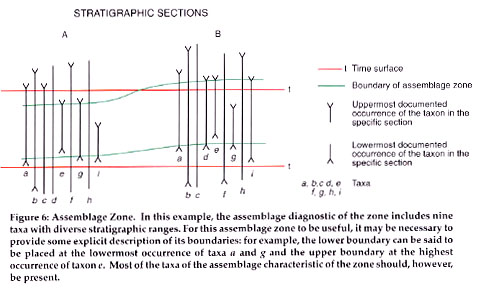 STRATIGRAPHIC SECTIONS
A
B
t
t
a
b c d
e
f
g
h
i
a
b c
d
e
f
g
h
i
t Time surface
Boundary of assemblage zone
Uppermost documented
occurrence of the taxon in the
specific section
Lowermost documented
occurrence of the taxon in the
specific section
a, b,c d, e
f, g, h, i
Taxa
Figure 6: Assemblage Zone. In this example, the assemblage diagnostic of the zone includes nine
taxa with diverse stratigraphic ranges. For this assemblage zone to be useful, it may be necessary to
provide some explicit description of its boundaries: for example, the lower boundary can be said to
be placed at the lowermost occurrence of taxa a and g and the upper boundary at the highest
occurrence of taxon e. Most of the taxa of the assemblage characteristic of the zone should, however,
be present.